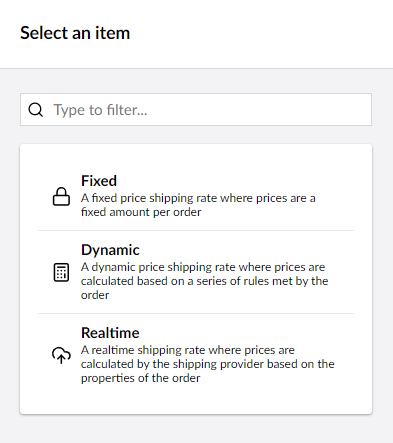 Select an item
Type to filter...
Fixed
A fixed price shipping rate where prices are a
fixed amount per order
Dynamic
A dynamic price shipping rate where prices are
calculated based on a series of rules met by the
order
Realtime
A realtime shipping rate where prices are
calculated by the shipping provider based on the
properties of the order